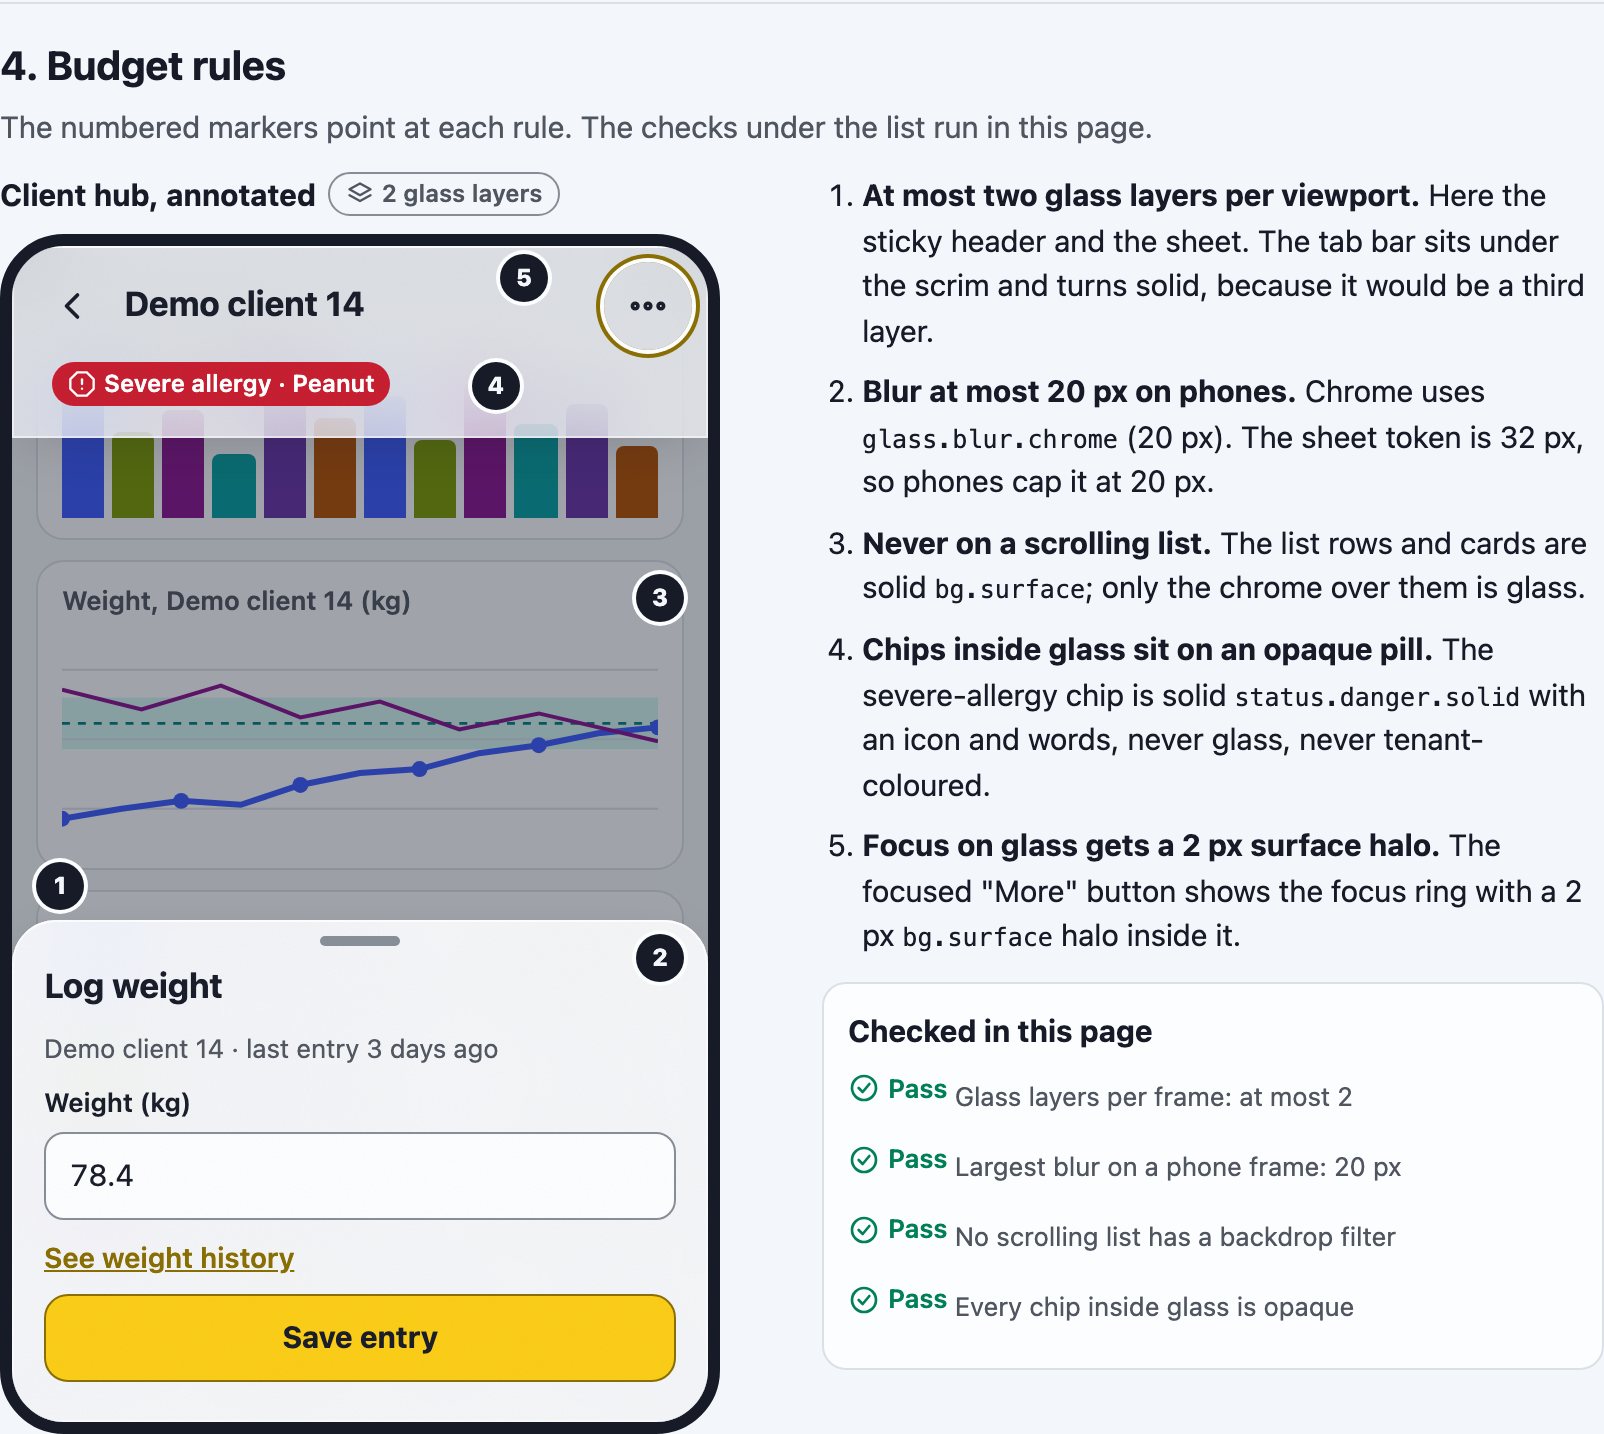 4. Budget rules
The numbered markers point at each rule. The checks under the list run in this page.
Client hub, annotated
2 glass layers
5
Demo client 14
Severe allergy · Peanut
4
Weight, Demo client 14 (kg)
3
1
2
Log weight
Demo client 14 · last entry 3 days ago
Weight (kg)
78.4
See weight history
Save entry
1. At most two glass layers per viewport. Here the
sticky header and the sheet. The tab bar sits under
the scrim and turns solid, because it would be a third
layer.
2. Blur at most 20 px on phones. Chrome uses
glass.blur.chrome (20 px). The sheet token is 32 px,
so phones cap it at 20 px.
3. Never on a scrolling list. The list rows and cards are
solid bg.surface; only the chrome over them is glass.
4. Chips inside glass sit on an opaque pill. The
severe-allergy chip is solid status.danger.solid with
an icon and words, never glass, never tenant-
coloured.
5. Focus on glass gets a 2 px surface halo. The
focused "More" button shows the focus ring with a 2
px bg.surface halo inside it.
Checked in this page
Pass Glass layers per frame: at most 2
Pass Largest blur on a phone frame: 20 px
Pass No scrolling list has a backdrop filter
Pass Every chip inside glass is opaque